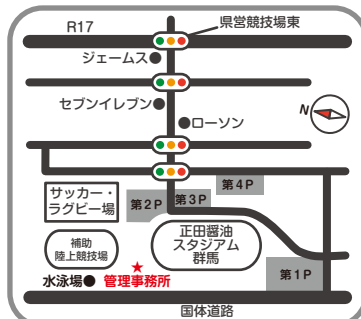 R17
県営競技場東
ジェームス
セブンイレブン
N
ローソン
サッカー・
ラグビー場
第2P
第3P
第4P
補助
陸上競技場
正田醤油
スタジアム
群馬
第1P
水泳場
管理事務所
国体道路